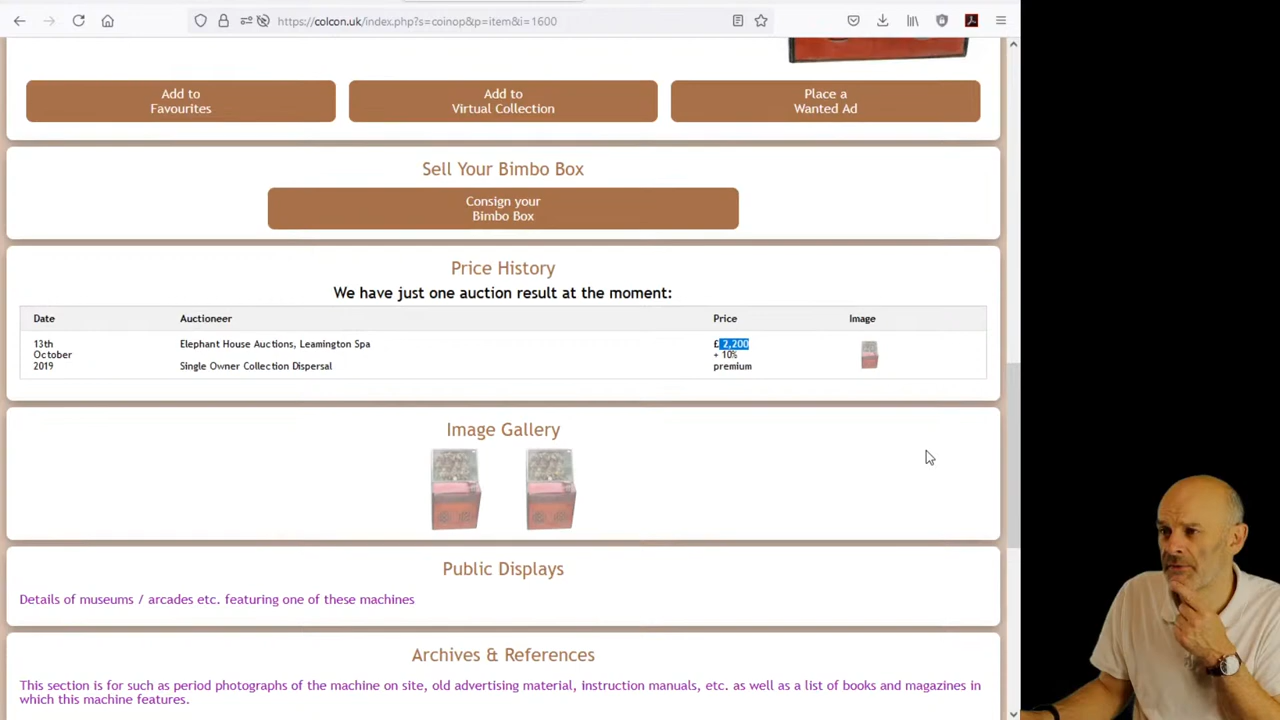 https://colcon.uk/index.php?s=coinop&p=item&i=1600
Add to
Favourites
Add to
Virtual Collection
Place a
Wanted Ad
Sell Your Bimbo Box
Consign your
Bimbo Box
Price History
We have just one auction result at the moment:
Date Auctioneer Price Image
13th
October
2019
Elephant House Auctions, Leamington Spa
Single Owner Collection Dispersal
£ 2,200
+ 10%
premium
Image Gallery
Public Displays
Details of museums / arcades etc. featuring one of these machines
Archives & References
This section is for such as period photographs of the machine on site, old advertising material, instruction manuals, etc. as well as a list of books and magazines in
which this machine features.